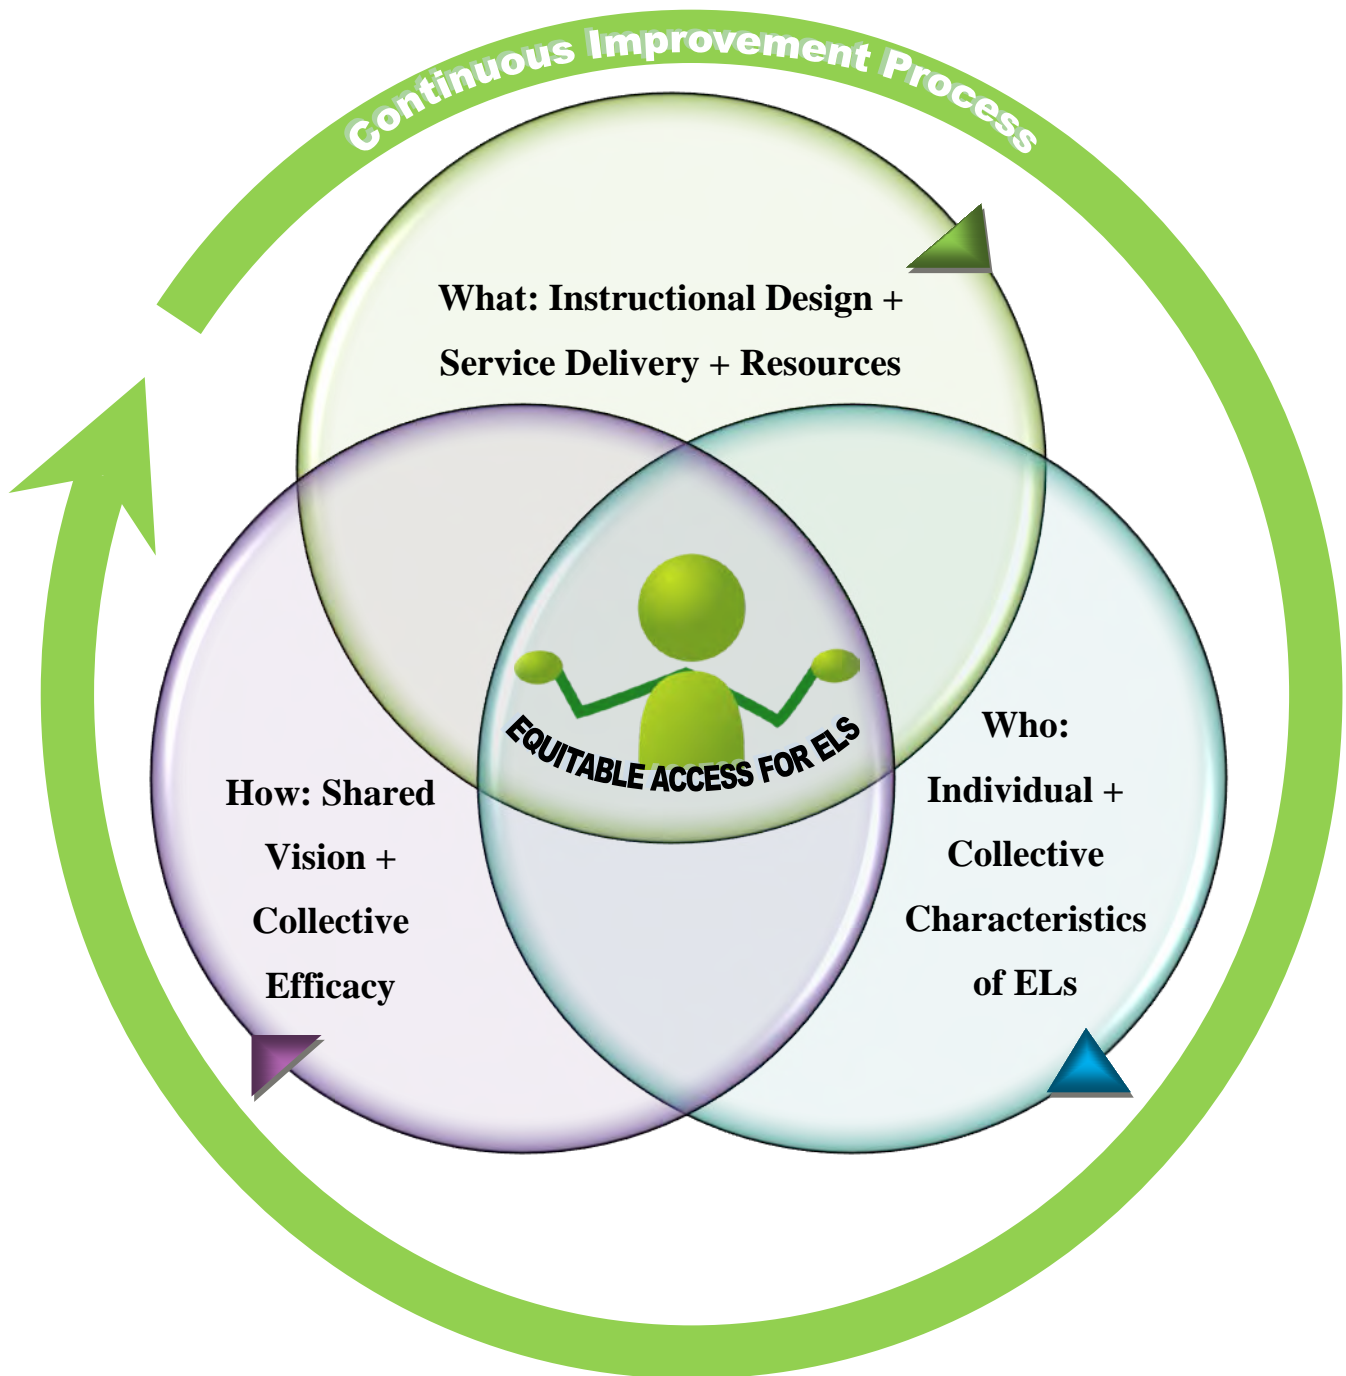 Continuous Improvement Process
What: Instructional Design +
Service Delivery + Resources
EQUITABLE ACCESS FOR ELS
How: Shared
Vision +
Collective
Efficacy
Who:
Individual +
Collective
Characteristics
of ELs